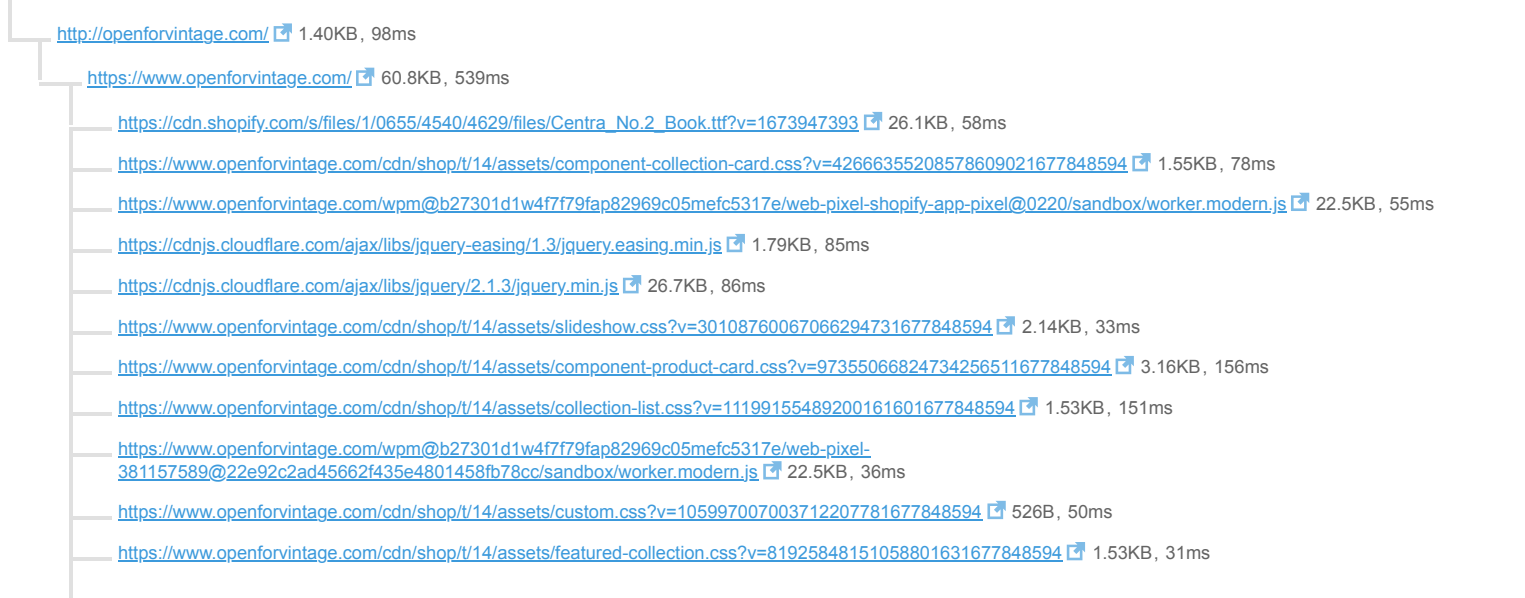 http://openforvintage.com/ 1.40KB, 98ms
https://www.openforvintage.com/ 60.8KB, 539ms
https://cdn.shopify.com/s/files/1/0655/4540/4629/files/Centra_No.2_Book.ttf?v=1673947393 26.1KB, 58ms
https://www.openforvintage.com/cdn/shop/t/14/assets/component-collection-card.css?v=42666355208578609021677848594 1.55KB, 78ms
https://www.openforvintage.com/wpm@b27301d1w4f7f79fap82969c05mefc5317e/web-pixel-shopify-app-pixel@0220/sandbox/worker.modern.js 22.5KB, 55ms
https://cdnjs.cloudflare.com/ajax/libs/jquery-easing/1.3/jquery.easing.min.js 1.79KB, 85ms
https://cdnjs.cloudflare.com/ajax/libs/jquery/2.1.3/jquery.min.js 26.7KB, 86ms
https://www.openforvintage.com/cdn/shop/t/14/assets/slideshow.css?v=30108760067066294731677848594 2.14KB, 33ms
https://www.openforvintage.com/cdn/shop/t/14/assets/component-product-card.css?v=97355066824734256511677848594 3.16KB, 156ms
https://www.openforvintage.com/cdn/shop/t/14/assets/collection-list.css?v=11199155489200161601677848594 1.53KB, 151ms
https://www.openforvintage.com/wpm@b27301d1w4f7f79fap82969c05mefc5317e/web-pixel-
381157589@22e92c2ad45662f435e4801458fb78cc/sandbox/worker.modern.js 22.5KB, 36ms
https://www.openforvintage.com/cdn/shop/t/14/assets/custom.css?v=105997007003712207781677848594 526B, 50ms
https://www.openforvintage.com/cdn/shop/t/14/assets/featured-collection.css?v=81925848151058801631677848594 1.53KB, 31ms